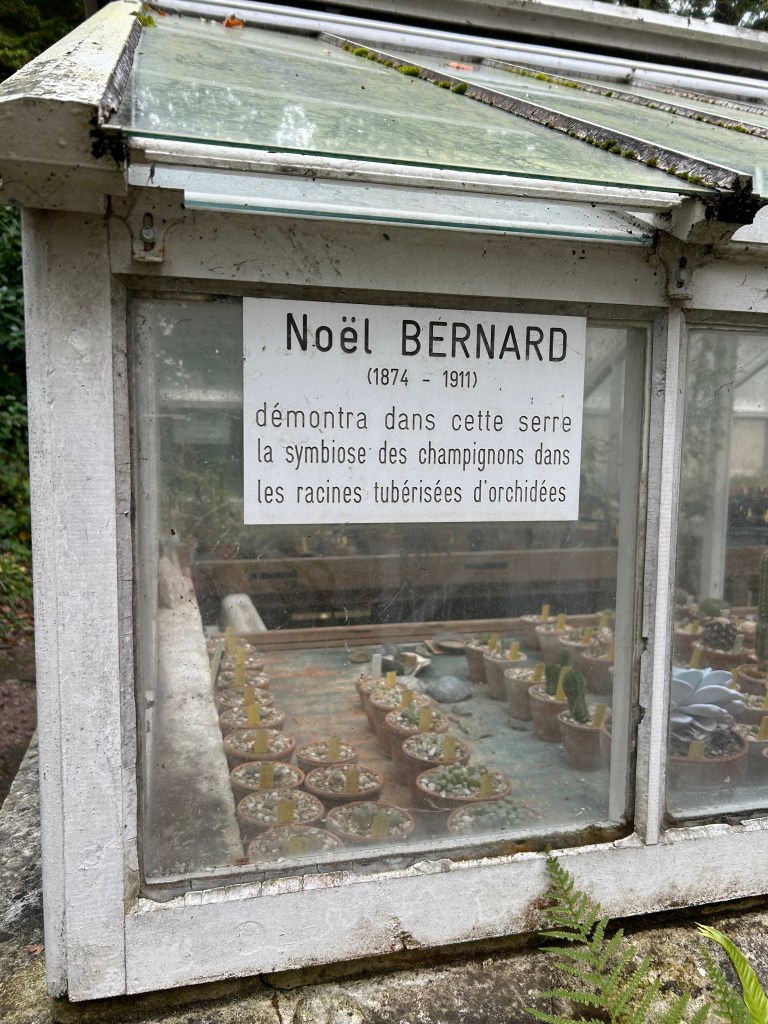 Noël BERNARD
(1874 - 1911)
démontra dans cette serre
la symbiose des champignons dans
les racines tubérisées d'orchidées